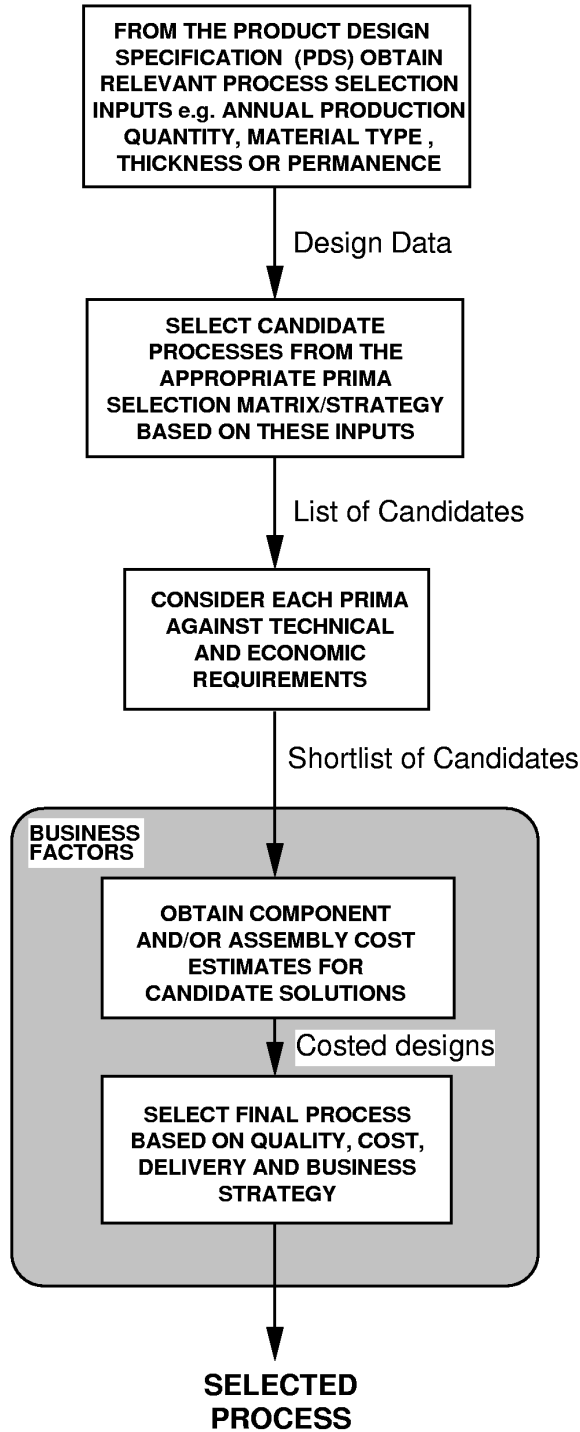 FROM THE PRODUCT DESIGN
SPECIFICATION (PDS) OBTAIN
RELEVANT PROCESS SELECTION
INPUTS e.g. ANNUAL PRODUCTION
QUANTITY, MATERIAL TYPE ,
THICKNESS OR PERMANENCE
Design Data
SELECT CANDIDATE
PROCESSES FROM THE
APPROPRIATE PRIMA
SELECTION MATRIX/STRATEGY
BASED ON THESE INPUTS
List of Candidates
CONSIDER EACH PRIMA
AGAINST TECHNICAL
AND ECONOMIC
REQUIREMENTS
Shortlist of Candidates
BUSINESS
FACTORS
OBTAIN COMPONENT
AND/OR ASSEMBLY COST
ESTIMATES FOR
CANDIDATE SOLUTIONS
Costed designs
SELECT FINAL PROCESS
BASED ON QUALITY, COST,
DELIVERY AND BUSINESS
STRATEGY
SELECTED
PROCESS